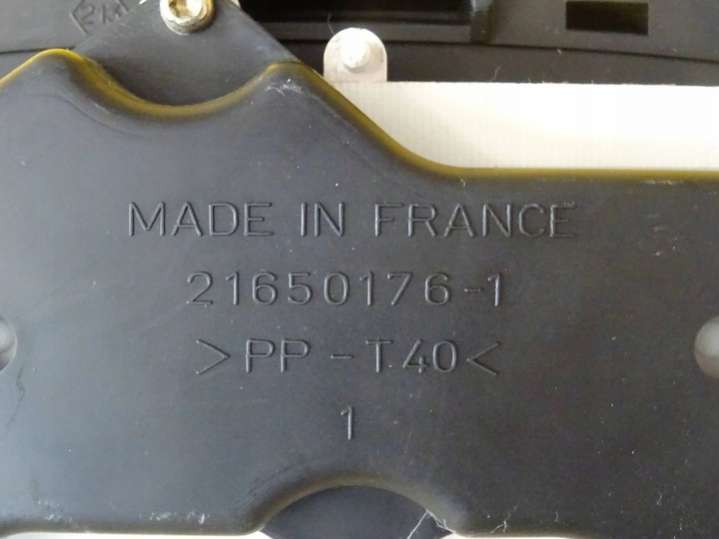 MADE IN FRANCE
21650176-1
>PP-T40<
1